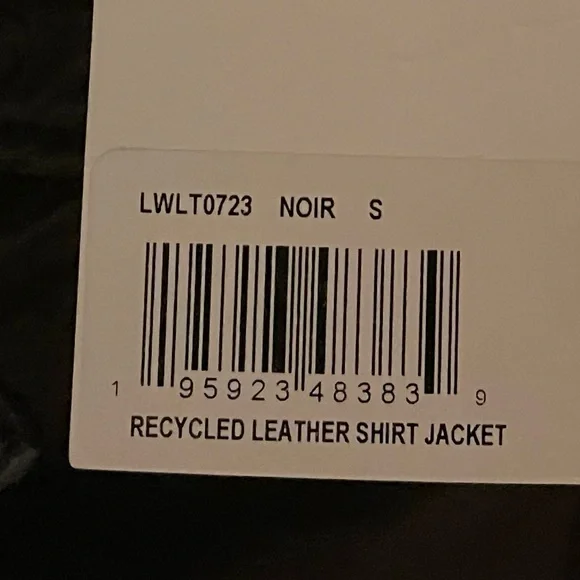 LWLT0723 NOIR S
1 95923 48383 9
RECYCLED LEATHER SHIRT JACKET